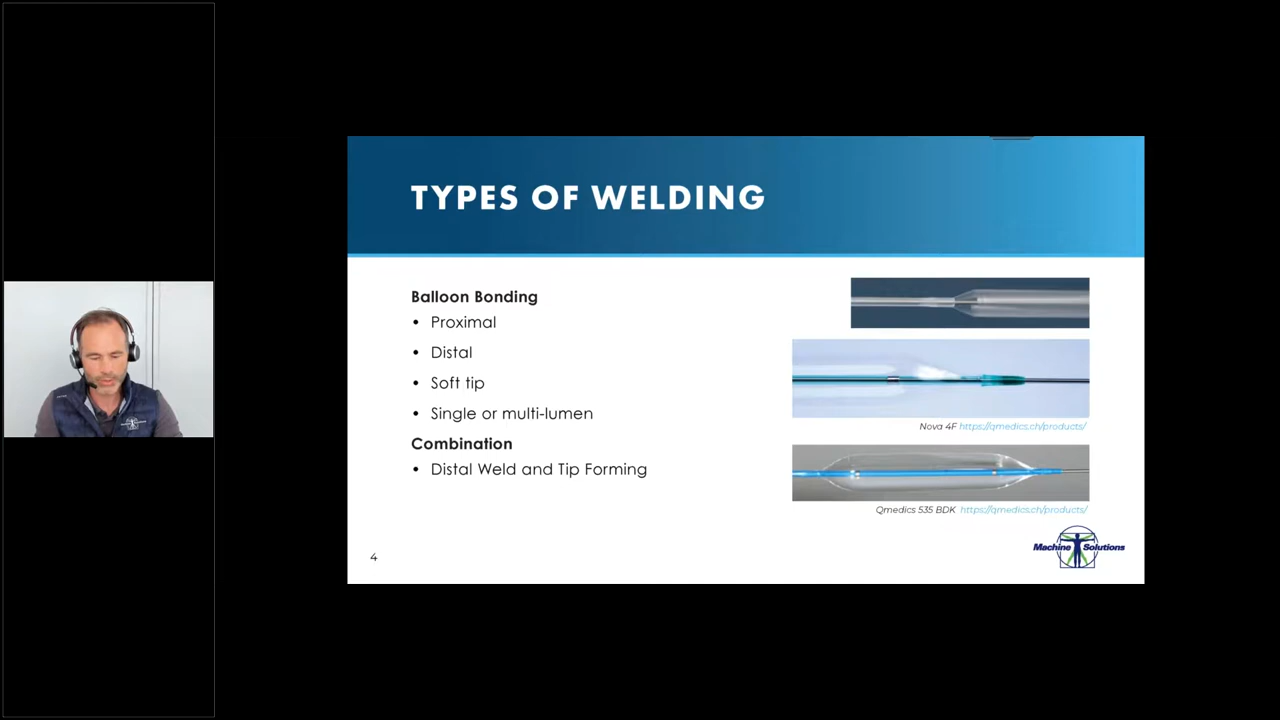 TYPES OF WELDING
Balloon Bonding
• Proximal
• Distal
• Soft tip
• Single or multi-lumen
Combination
• Distal Weld and Tip Forming
Nova 4F https://qmedics.ch/products/
Qmedics 535 BDK https://qmedics.ch/products/
4
Machine Solutions